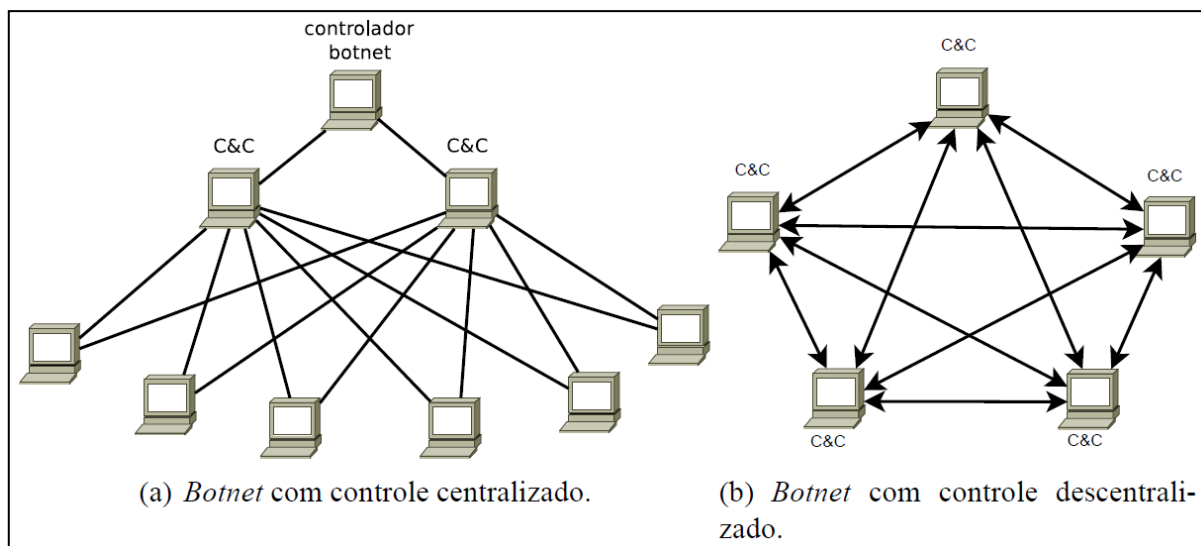 controlador
botnet
C&C
C&C
(a) Botnet com controle centralizado.
C&C
C&C
C&C
C&C
C&C
(b) Botnet com controle descentrali-
zado.